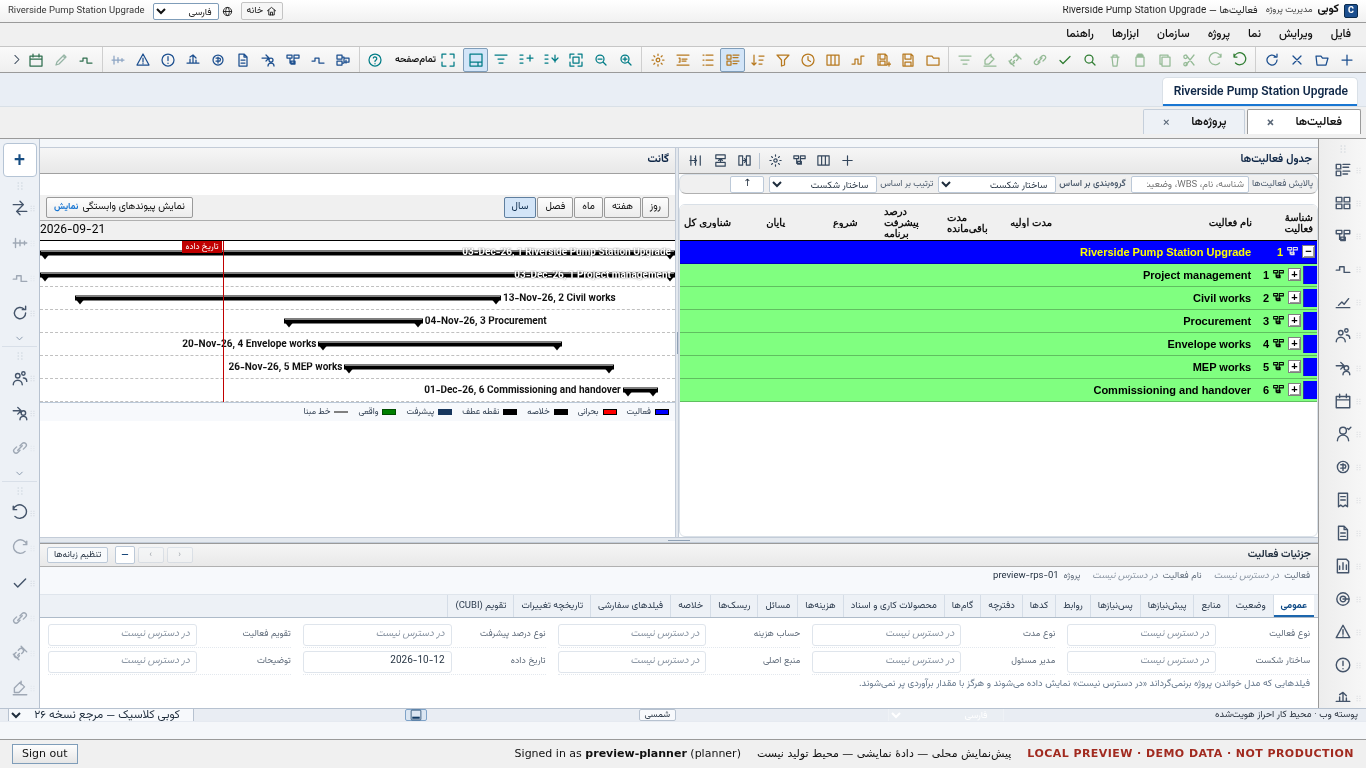 کوبی مدیریت پروژه فعالیت‌ها — Riverside Pump Station Upgrade
خانه
فارسی
Riverside Pump Station Upgrade
فایل ویرایش نما پروژه سازمان ابزارها راهنما
تمام‌صفحه
Riverside Pump Station Upgrade
فعالیت‌ها ×
پروژه‌ها ×
جدول فعالیت‌ها
پالایش فعالیت‌ها شناسه، نام، WBS، وضعید گروه‌بندی بر اساس ساختار شکست ترتیب بر اساس ساختار شکست ↑
شناسهٔ فعالیت نام فعالیت مدت اولیه مدت باقی‌مانده درصد پیشرفت برنامه شروع پایان شناوری کل
1 Riverside Pump Station Upgrade
1 Project management
2 Civil works
3 Procurement
4 Envelope works
5 MEP works
6 Commissioning and handover
گانت
روز هفته ماه فصل سال
نمایش پیوندهای وابستگی نمایش
2026-09-21
تاریخ داده
03-Dec-26, 1 Riverside Pump Station Upgrade
03-Dec-26, 1 Project management
13-Nov-26, 2 Civil works
04-Nov-26, 3 Procurement
20-Nov-26, 4 Envelope works
26-Nov-26, 5 MEP works
01-Dec-26, 6 Commissioning and handover
فعالیت بحرانی خلاصه نقطه عطف پیشرفت واقعی خط مبنا
جزئیات فعالیت
تنظیم زبانه‌ها
فعالیت در دسترس نیست نام فعالیت در دسترس نیست پروژه preview-rps-01
عمومی وضعیت منابع پیش‌نیازها پس‌نیازها روابط کدها دفترچه گام‌ها محصولات کاری و اسناد هزینه‌ها مسائل ریسک‌ها خلاصه فیلدهای سفارشی تاریخچه تغییرات تقویم (CUBI)
نوع فعالیت در دسترس نیست نوع مدت در دسترس نیست حساب هزینه در دسترس نیست نوع درصد پیشرفت در دسترس نیست تقویم فعالیت در دسترس نیست
ساختار شکست در دسترس نیست مدیر مسئول در دسترس نیست منبع اصلی در دسترس نیست تاریخ داده 2026-10-12 توضیحات در دسترس نیست
فیلدهایی که مدل خواندن پروژه برنمی‌گرداند «در دسترس نیست» نمایش داده می‌شوند و هرگز با مقدار برآوردی پر نمی‌شوند.
پوسته وب · محیط کار احراز هویت‌شده
فارسی
شمسی
کوبی کلاسیک — مرجع نسخه ۲۶
LOCAL PREVIEW · DEMO DATA · NOT PRODUCTION
پیش‌نمایش محلی — دادهٔ نمایشی — محیط تولید نیست
Signed in as preview-planner (planner)
Sign out